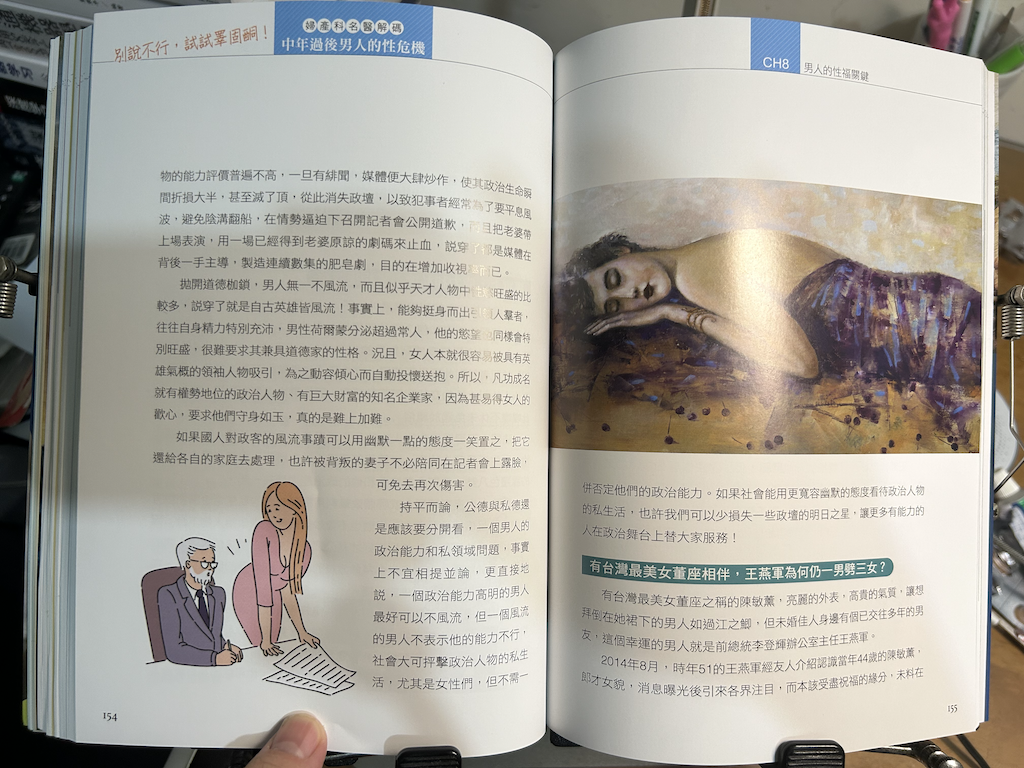 別說不行，試試睪固酮！
婦產科名醫解碼
中年過後男人的性危機
物的能力評價普遍不高，一旦有緋聞，媒體便大肆炒作，使其政治生命瞬
間折損大半，甚至滅了頂，從此消失政壇，以致犯事者經常為了要平息風
波，避免陰溝翻船，在情勢逼迫下召開記者會公開道歉，而且把老婆帶
上場表演，用一場已經得到老婆原諒的劇碼來止血，說穿了都是媒體在
背後一手主導，製造連續數集的肥皂劇，目的在增加收視率而已。
拋開道德枷鎖，男人無一不風流，而且似乎天才人物中性慾旺盛的比
較多，說穿了就是自古英雄皆風流！事實上，能夠挺身而出引領人羣者，
往往自身精力特別充沛，男性荷爾蒙分泌超過常人，他的慾望也同樣會特
別旺盛，很難要求其兼具道德家的性格。況且，女人本就很容易被具有英
雄氣概的領袖人物吸引，為之動容傾心而自動投懷送抱。所以，凡功成名
就有權勢地位的政治人物、有巨大財富的知名企業家，因為甚易得女人的
歡心，要求他們守身如玉，真的是難上加難。
如果國人對政客的風流事蹟可以用幽默一點的態度一笑置之，把它
還給各自的家庭去處理，也許被背叛的妻子不必陪同在記者會上露臉，
可免去再次傷害。
持平而論，公德與私德還
是應該要分開看，一個男人的
政治能力和私領域問題，事實
上不宜相提並論，更直接地
說，一個政治能力高明的男人
最好可以不風流，但一個風流
的男人不表示他的能力不行，
社會大可抨擊政治人物的私生
活，尤其是女性們，但不需一
154
CH8
男人的性福關鍵
併否定他們的政治能力。如果社會能用更寬容幽默的態度看待政治人物
的私生活，也許我們可以少損失一些政壇的明日之星，讓更多有能力的
人在政治舞台上替大家服務！
有台灣最美女董座相伴，王燕軍為何仍一男劈三女？
有台灣最美女董座之稱的陳敏薰，亮麗的外表，高貴的氣質，讓想
拜倒在她裙下的男人如過江之鯽，但未婚佳人身邊有個已交往多年的男
友，這個幸運的男人就是前總統李登輝辦公室主任王燕軍。
2014年8月，時年51的王燕軍經友人介紹認識當年44歲的陳敏薰，
郎才女貌，消息曝光後引來各界注目，而本該受盡祝福的緣分，未料在
155